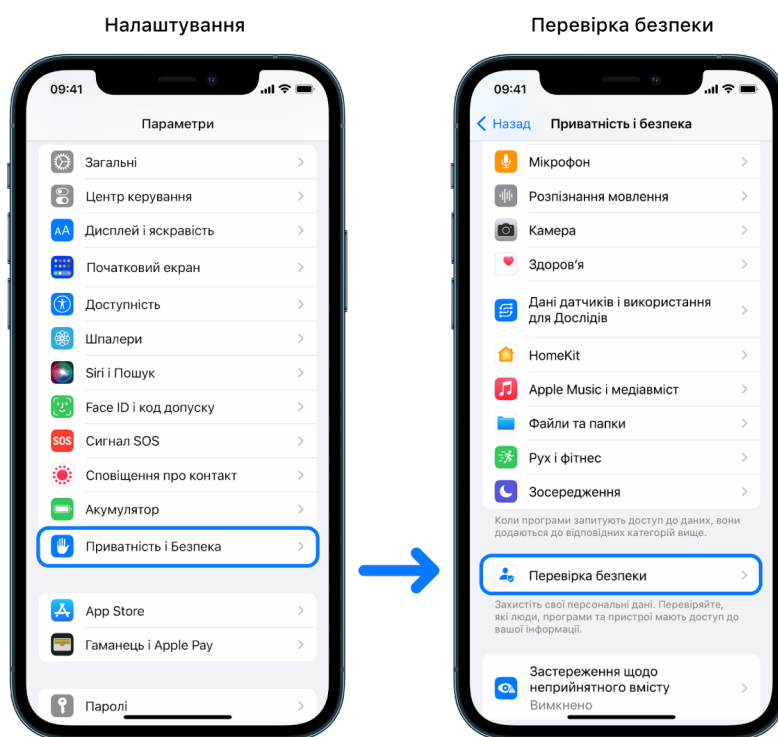 Налаштування
09:41
Параметри
Загальні
Центр керування
AA Дисплей і яскравість
Початковий екран
Доступність
Шпалери
Siri і Пошук
Face ID і код допуску
SOS Сигнал SOS
Сповіщення про контакт
Акумулятор
Приватність і Безпека
App Store
Гаманець і Apple Pay
Паролі
Перевірка безпеки
09:41
Назад Приватність і безпека
Мікрофон
Розпізнання мовлення
Камера
Здоров’я
Дані датчиків і використання
для Дослідів
HomeKit
Apple Music і медіавміст
Файли та папки
Рух і фітнес
Зосередження
Коли програми запитують доступ до даних, вони
додаються до відповідних категорій вище.
Перевірка безпеки
Захистіть свої персональні дані. Перевіряйте,
які люди, програми та пристрої мають доступ до
вашої інформації.
Застереження щодо
неприйнятного вмісту
Вимкнено